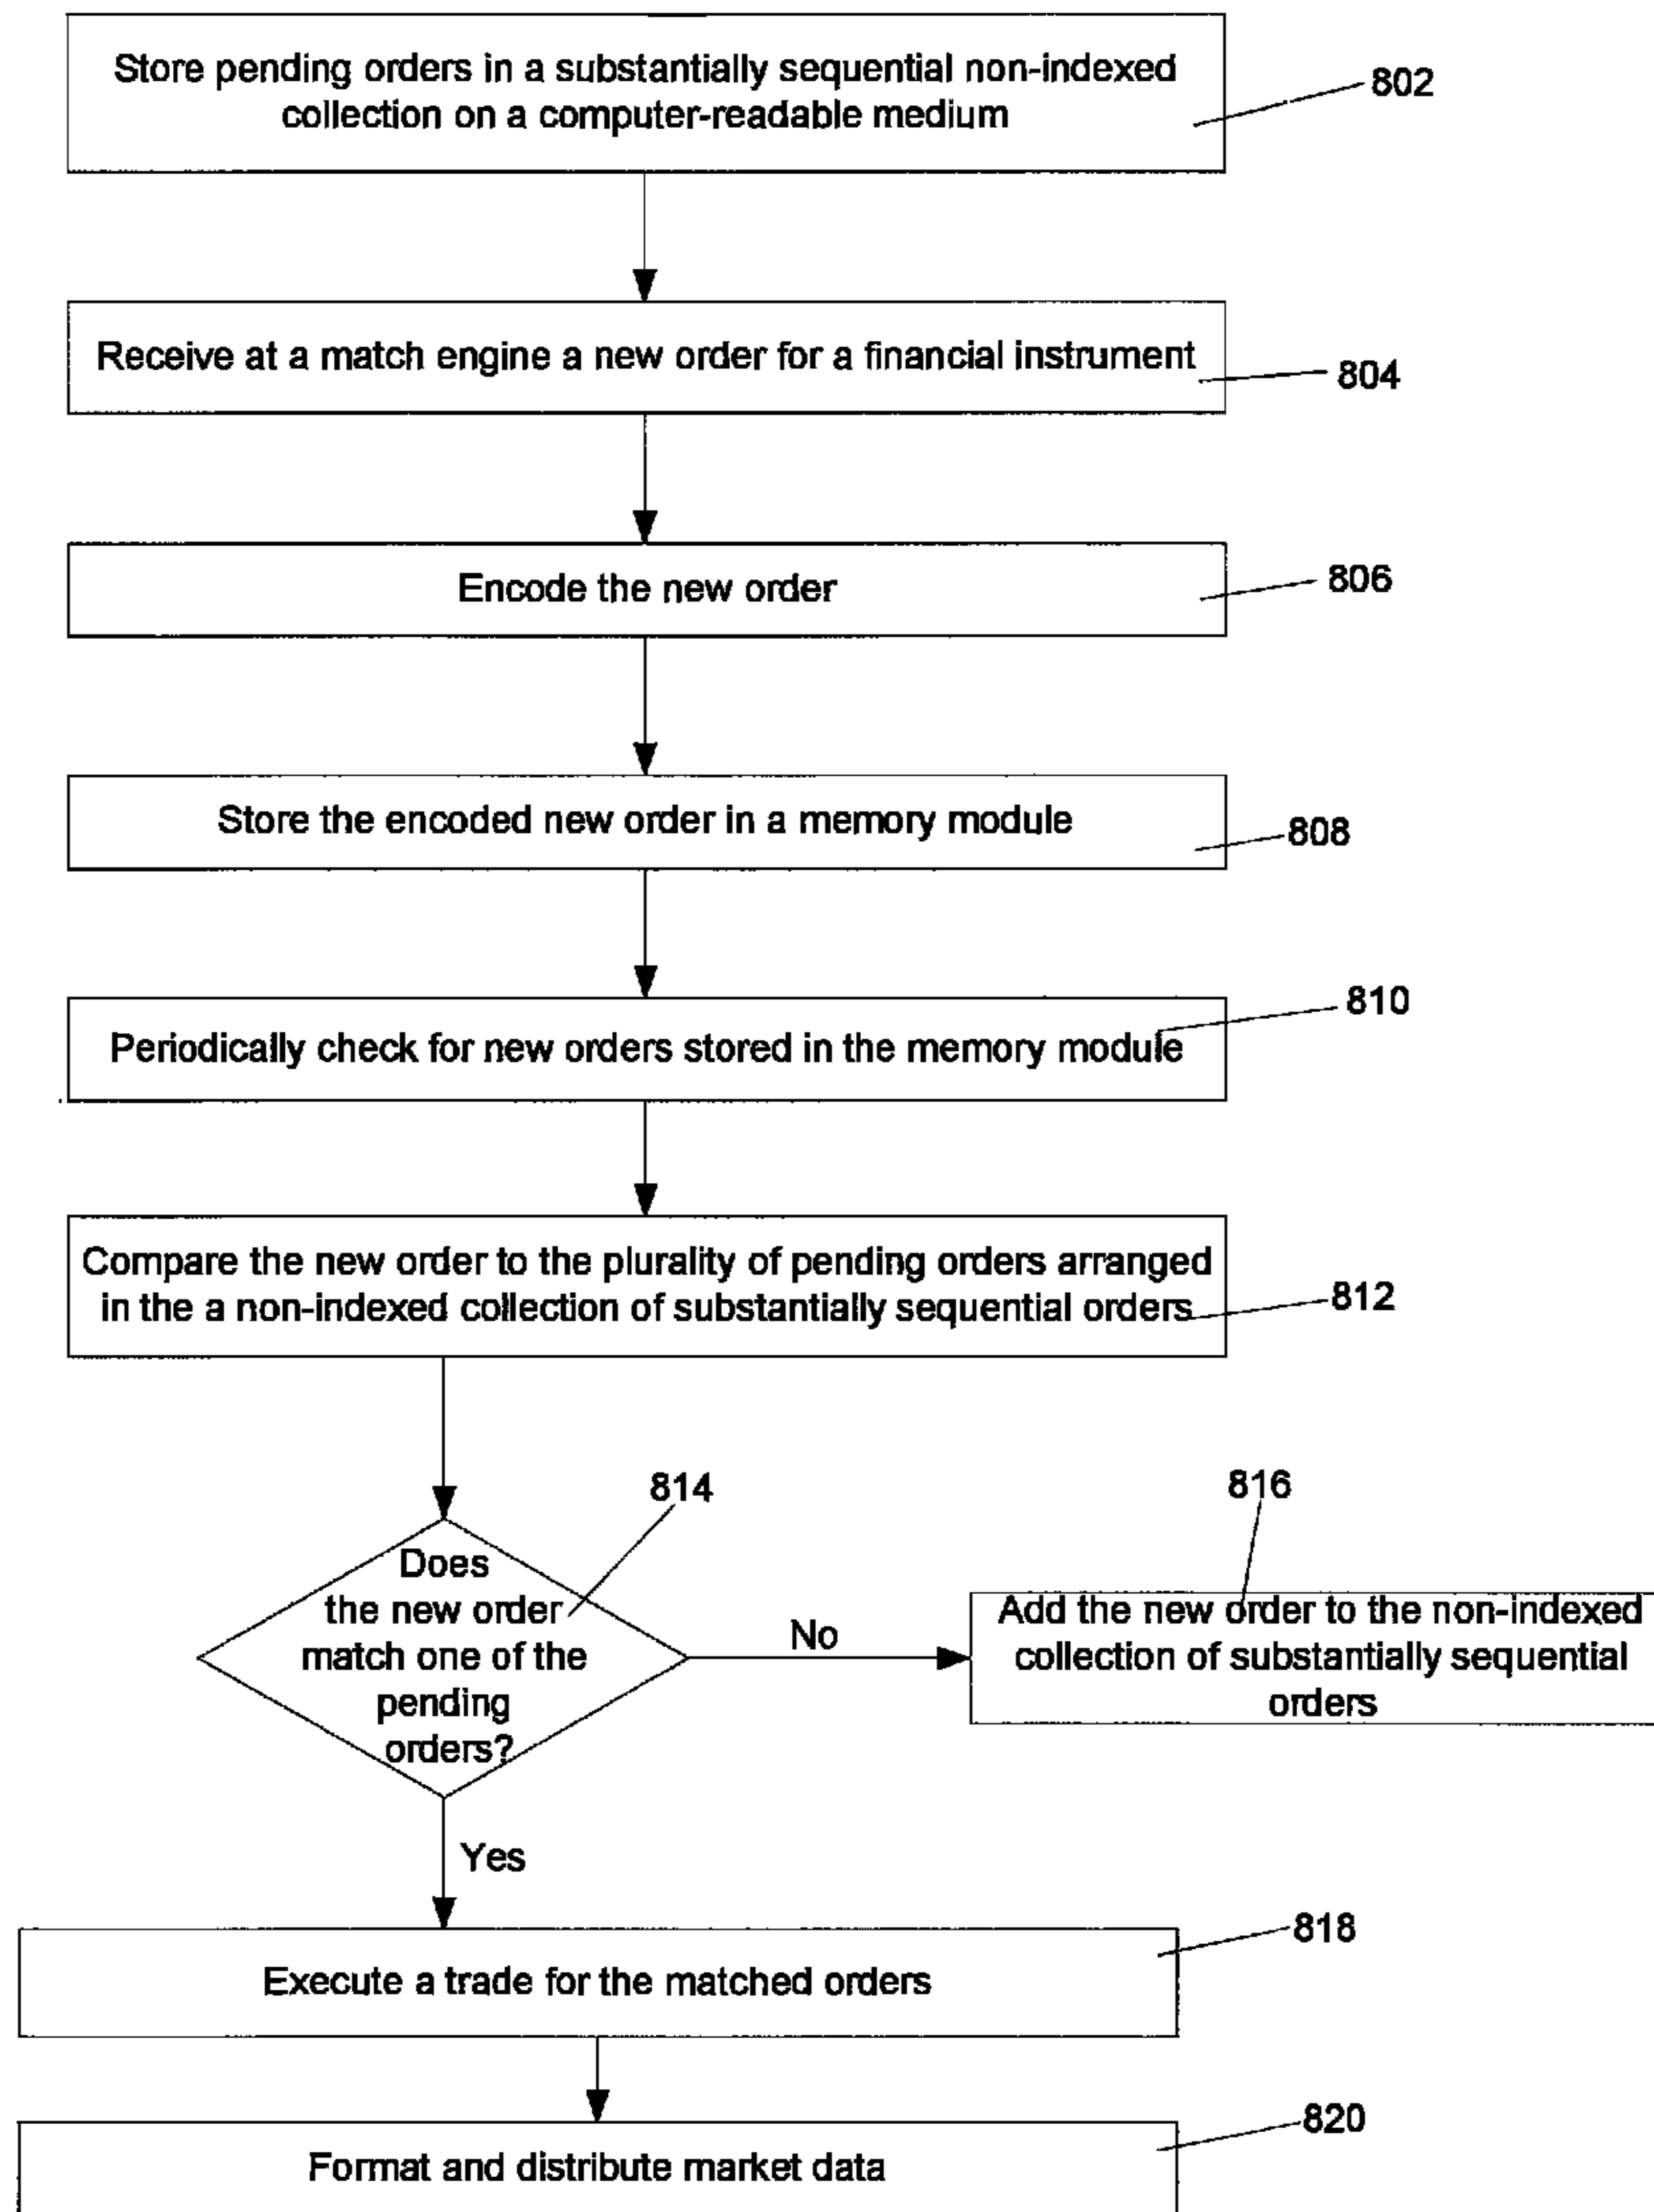 Store pending orders in a substantially sequential non-indexed
collection on a computer-readable medium
802
Receive at a match engine a new order for a financial instrument
804
Encode the new order
806
Store the encoded new order in a memory module
808
Periodically check for new orders stored in the memory module
810
Compare the new order to the plurality of pending orders arranged
in the a non-indexed collection of substantially sequential orders
812
Does
the new order
match one of the
pending
orders?
814
No
816
Add the new order to the non-indexed
collection of substantially sequential
orders
Yes
Execute a trade for the matched orders
818
Format and distribute market data
820